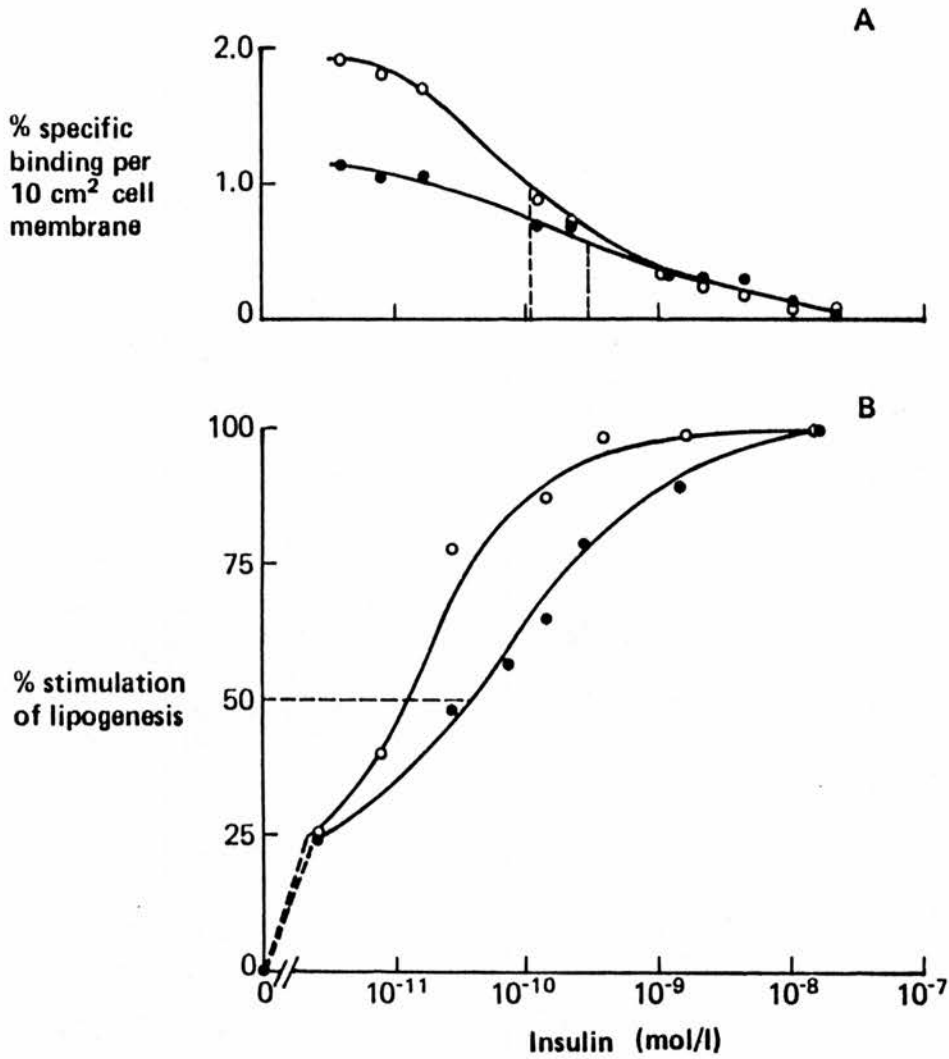 A
2.0
% specific
binding per
10 cm² cell
membrane
1.0
0
B
100
75
% stimulation
of lipogenesis
50
25
0
0 10⁻¹¹ 10⁻¹⁰ 10⁻⁹ 10⁻⁸ 10⁻⁷
Insulin (mol/l)